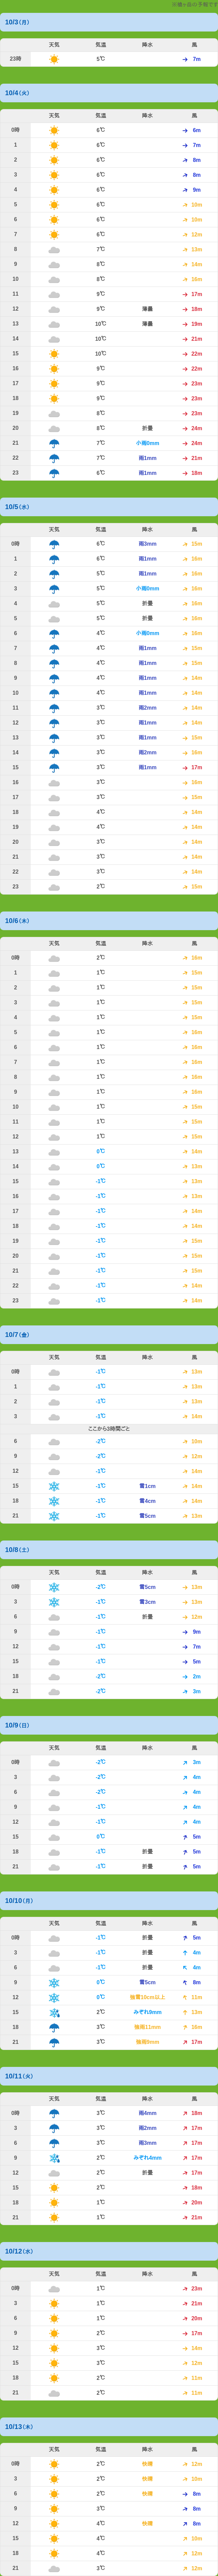 10/3(月)
天気 気温 降水 風
23時 5℃ 7m
10/4(火)
天気 気温 降水 風
0時 6℃ 6m
1 6℃ 7m
2 6℃ 8m
3 6℃ 8m
4 6℃ 9m
5 6℃ 10m
6 6℃ 10m
7 6℃ 12m
8 7℃ 13m
9 8℃ 14m
10 8℃ 16m
11 9℃ 17m
12 9℃ 薄曇 18m
13 10℃ 薄曇 19m
14 10℃ 21m
15 10℃ 22m
16 9℃ 22m
17 9℃ 23m
18 9℃ 23m
19 8℃ 23m
20 8℃ 折曇 24m
21 7℃ 小雨0mm 24m
22 7℃ 雨1mm 21m
23 6℃ 雨1mm 18m
10/5(水)
天気 気温 降水 風
0時 6℃ 雨3mm 15m
1 6℃ 雨1mm 16m
2 5℃ 雨1mm 16m
3 5℃ 小雨0mm 16m
4 5℃ 折曇 16m
5 5℃ 折曇 16m
6 4℃ 小雨0mm 16m
7 4℃ 雨1mm 15m
8 4℃ 雨1mm 15m
9 4℃ 雨1mm 14m
10 4℃ 雨1mm 14m
11 3℃ 雨2mm 14m
12 3℃ 雨1mm 14m
13 3℃ 雨1mm 15m
14 3℃ 雨2mm 16m
15 3℃ 雨1mm 17m
16 3℃ 16m
17 3℃ 15m
18 4℃ 14m
19 4℃ 14m
20 3℃ 14m
21 3℃ 14m
22 3℃ 14m
23 2℃ 15m
10/6(木)
天気 気温 降水 風
0時 2℃ 16m
1 1℃ 15m
2 1℃ 15m
3 1℃ 15m
4 1℃ 15m
5 1℃ 16m
6 1℃ 16m
7 1℃ 16m
8 1℃ 16m
9 1℃ 16m
10 1℃ 15m
11 1℃ 15m
12 1℃ 15m
13 0℃ 14m
14 0℃ 13m
15 -1℃ 13m
16 -1℃ 13m
17 -1℃ 14m
18 -1℃ 14m
19 -1℃ 15m
20 -1℃ 15m
21 -1℃ 15m
22 -1℃ 14m
23 -1℃ 14m
10/7(金)
天気 気温 降水 風
0時 -1℃ 13m
1 -1℃ 13m
2 -1℃ 13m
3 -1℃ 14m
ここから3時間ごと
6 -2℃ 10m
9 -2℃ 12m
12 -1℃ 14m
15 -1℃ 雪1cm 14m
18 -1℃ 雪4cm 14m
21 -1℃ 雪5cm 13m
10/8(土)
天気 気温 降水 風
0時 -2℃ 雪5cm 13m
3 -1℃ 雪3cm 13m
6 -1℃ 折曇 12m
9 -1℃ 9m
12 -1℃ 7m
15 -1℃ 5m
18 -2℃ 2m
21 -2℃ 3m
10/9(日)
天気 気温 降水 風
0時 -2℃ 3m
3 -1℃ 4m
6 -2℃ 4m
9 -1℃ 4m
12 -1℃ 4m
15 0℃ 5m
18 -1℃ 折曇 5m
21 -1℃ 折曇 5m
10/10(月)
天気 気温 降水 風
0時 -1℃ 折曇 5m
3 -1℃ 折曇 4m
6 -1℃ 折曇 4m
9 0℃ 雪5cm 8m
12 0℃ 強雪10cm以上 11m
15 2℃ みぞれ9mm 13m
18 3℃ 強雨11mm 16m
21 3℃ 強雨8mm 17m
10/11(火)
天気 気温 降水 風
0時 3℃ 雨4mm 18m
3 3℃ 雨2mm 17m
6 3℃ 雨3mm 17m
9 2℃ みぞれ4mm 17m
12 2℃ 折曇 17m
15 2℃ 18m
18 1℃ 20m
21 1℃ 21m
10/12(水)
天気 気温 降水 風
0時 1℃ 23m
3 1℃ 21m
6 1℃ 20m
9 2℃ 17m
12 3℃ 14m
15 3℃ 12m
18 2℃ 11m
21 2℃ 11m
10/13(木)
天気 気温 降水 風
0時 2℃ 快晴 12m
3 2℃ 快晴 10m
6 2℃ 快晴 8m
9 3℃ 8m
12 4℃ 快晴 8m
15 4℃ 10m
18 4℃ 12m
21 3℃ 12m